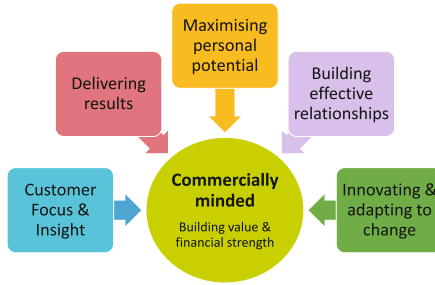 Maximising
personal
potential
Delivering
results
Building
effective
relationships
Customer
Focus &
Insight
Commercially
minded
Building value &
financial strength
Innovating &
adapting to
change